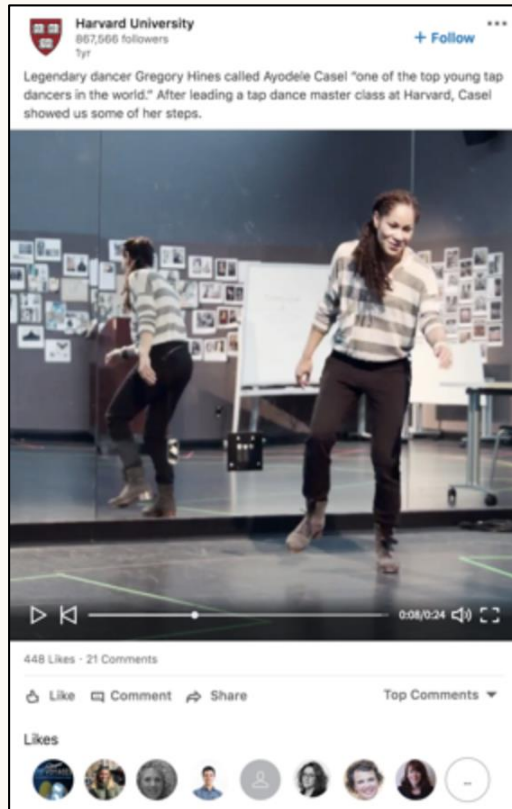 Harvard University
867,566 followers
1yr
+ Follow
Legendary dancer Gregory Hines called Ayodele Casel "one of the top young tap
dancers in the world." After leading a tap dance master class at Harvard, Casel
showed us some of her steps.
0:08/0:24
448 Likes · 21 Comments
Like Comment Share Top Comments
Likes